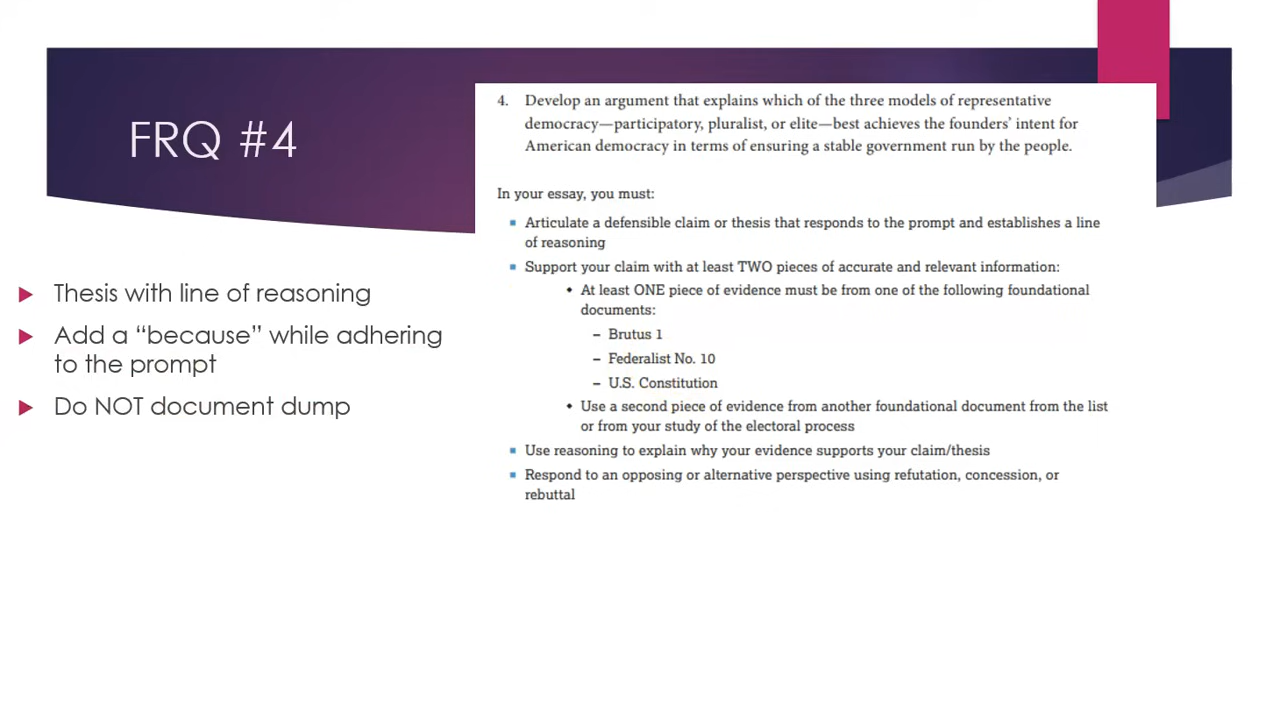 FRQ #4
Thesis with line of reasoning
Add a “because” while adhering
to the prompt
Do NOT document dump
4. Develop an argument that explains which of the three models of representative
democracy—participatory, pluralist, or elite—best achieves the founders’ intent for
American democracy in terms of ensuring a stable government run by the people.
In your essay, you must:
Articulate a defensible claim or thesis that responds to the prompt and establishes a line
of reasoning
Support your claim with at least TWO pieces of accurate and relevant information:
At least ONE piece of evidence must be from one of the following foundational
documents:
– Brutus 1
– Federalist No. 10
– U.S. Constitution
Use a second piece of evidence from another foundational document from the list
or from your study of the electoral process
Use reasoning to explain why your evidence supports your claim/thesis
Respond to an opposing or alternative perspective using refutation, concession, or
rebuttal